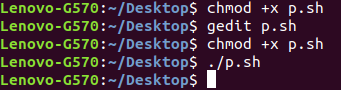 Lenovo-G570:~/Desktop$ chmod +x p.sh
Lenovo-G570:~/Desktop$ gedit p.sh
Lenovo-G570:~/Desktop$ chmod +x p.sh
Lenovo-G570:~/Desktop$ ./p.sh
Lenovo-G570:~/Desktop$